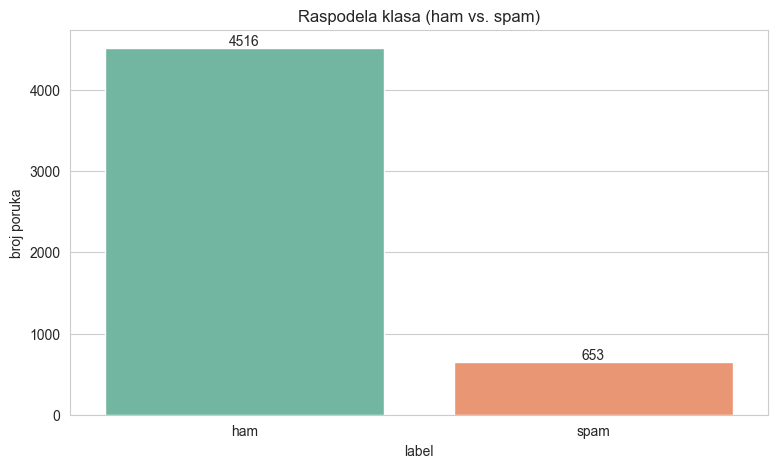 Raspodela klasa (ham vs. spam)
4516
4000
3000
broj poruka
2000
1000
653
0
ham
spam
label